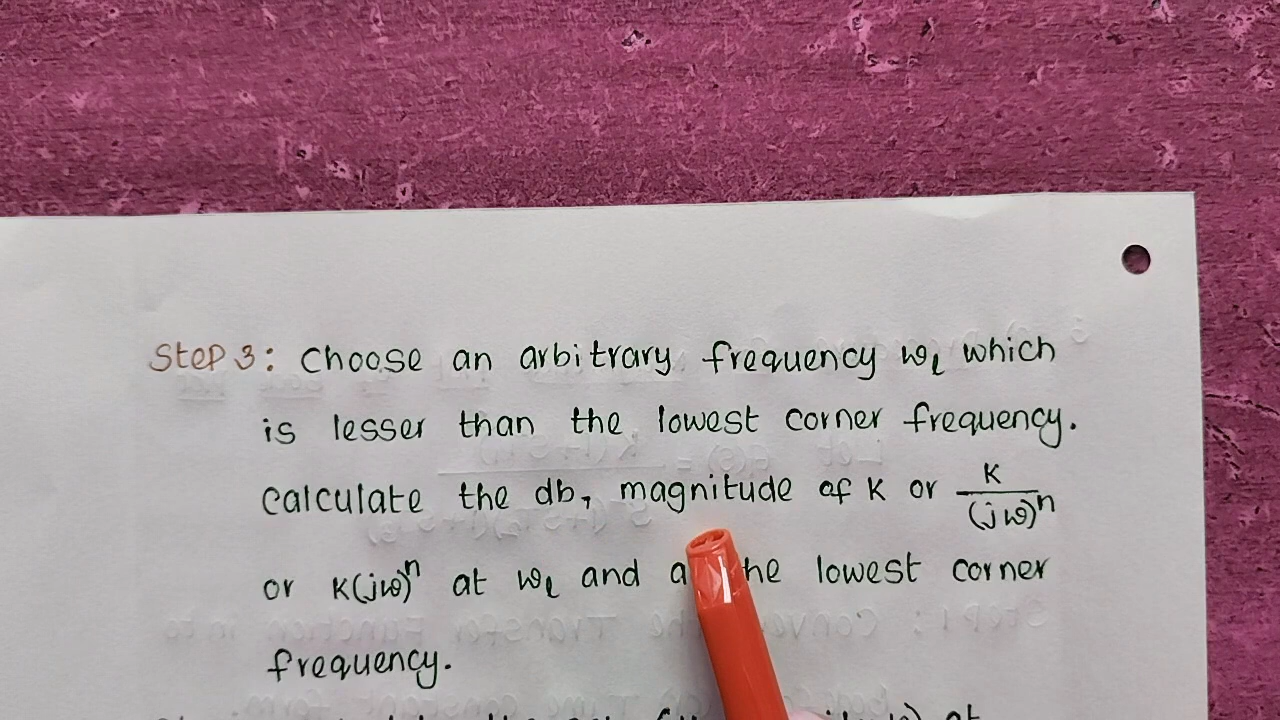 Step 3: Choose an arbitrary frequency ωl which
is lesser than the lowest corner frequency.
Calculate the db, magnitude of K or K/(jω)^n
or K(jω)^n at ωl and a he lowest corner
frequency.